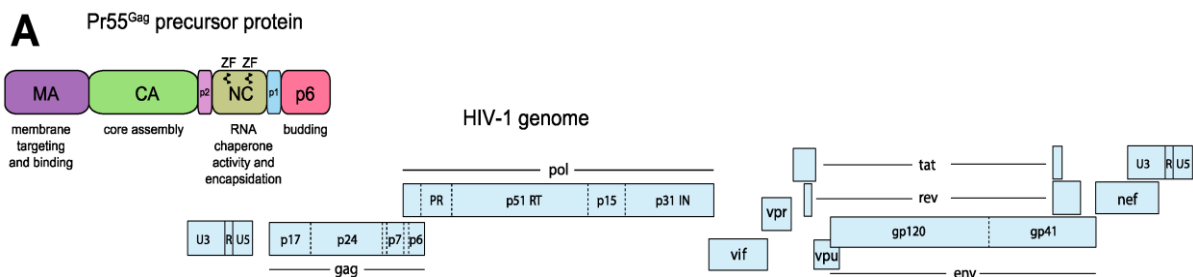 A
Pr55Gag precursor protein
ZF ZF
MA CA p2 NC p1 p6
membrane targeting and binding
core assembly
RNA chaperone activity and encapsidation
budding
HIV-1 genome
pol
PR p51 RT p15 p31 IN
U3 R U5
p17 p24 p7 p6
gag
vif
vpr
vpu
tat
rev
gp120 gp41
env
nef
U3 R U5